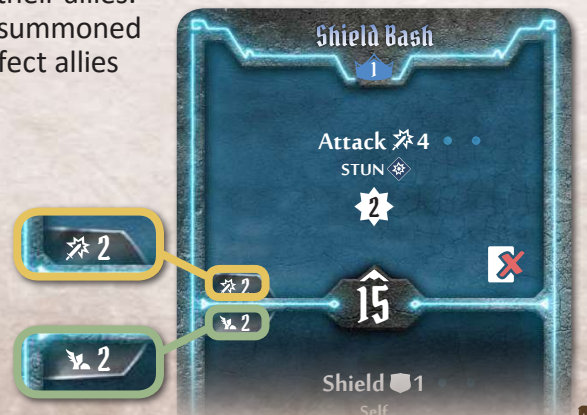 their allies.
summoned
fect allies
Shield Bash
1
Attack 4
STUN
2
2
2
15
2
2
Shield 1
Self